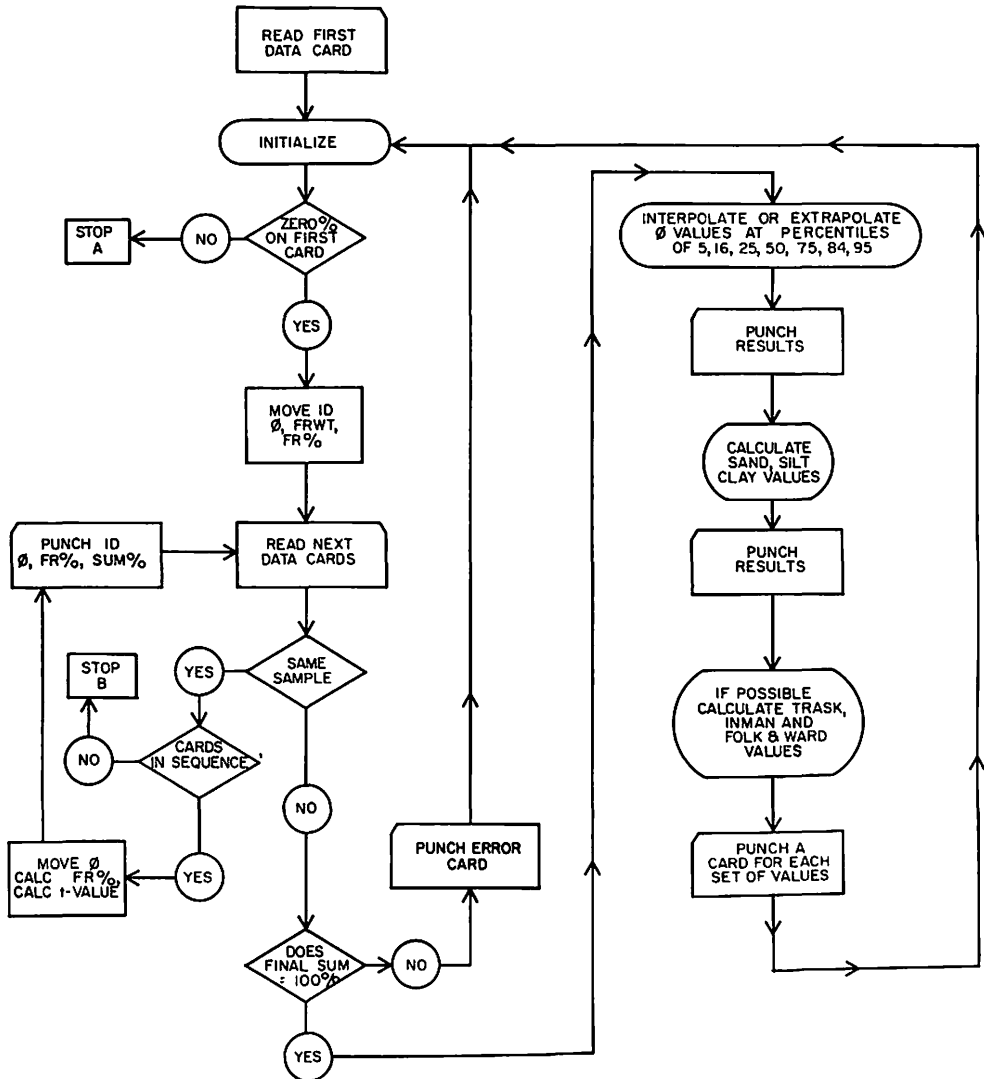 READ FIRST
DATA CARD
INITIALIZE
ZERO%
ON FIRST
CARD
NO
STOP
A
YES
MOVE ID
Ø, FRWT,
FR%
READ NEXT
DATA CARDS
PUNCH ID
Ø, FR%, SUM%
SAME
SAMPLE
YES
STOP
B
CARDS
IN SEQUENCE
NO
YES
MOVE Ø
CALC FR%,
CALC t-VALUE
NO
DOES
FINAL SUM
= 100%
NO
PUNCH ERROR
CARD
YES
INTERPOLATE OR EXTRAPOLATE
Ø VALUES AT PERCENTILES
OF 5, 16, 25, 50, 75, 84, 95
PUNCH
RESULTS
CALCULATE
SAND, SILT
CLAY VALUES
PUNCH
RESULTS
IF POSSIBLE
CALCULATE TRASK,
INMAN AND
FOLK & WARD
VALUES
PUNCH A
CARD FOR EACH
SET OF VALUES